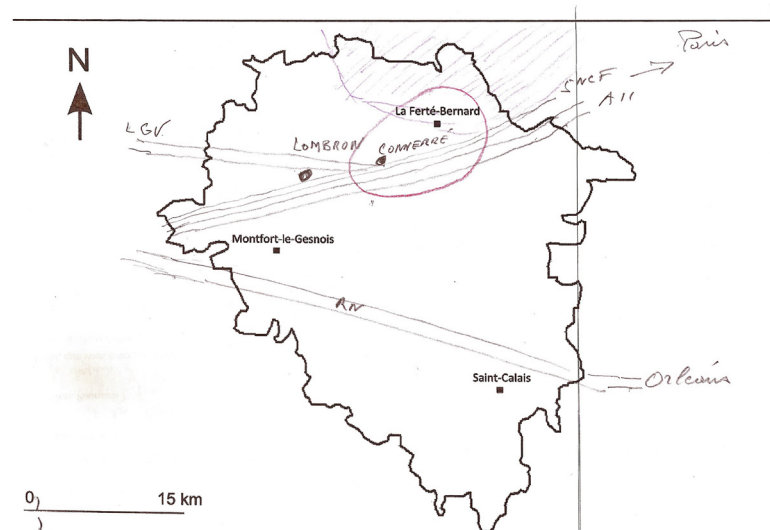 Paris
N
SNCF
A11
La Ferté-Bernard
LGV
LOMBRON
CONNERRÉ
Montfort-le-Gesnois
RN
Saint-Calais
Orléans
0
15 km